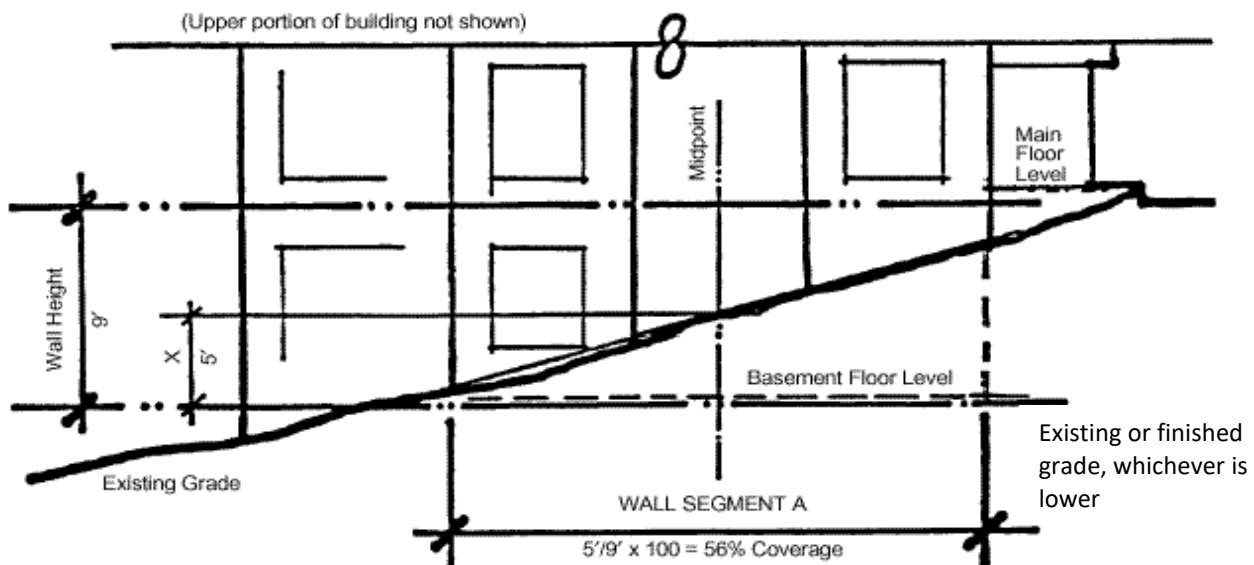 (Upper portion of building not shown)
8
Midpoint
Main
Floor
Level
Wall Height
9'
X
5'
Basement Floor Level
Existing Grade
Existing or finished
grade, whichever is
lower
WALL SEGMENT A
5'/9' x 100 = 56% Coverage